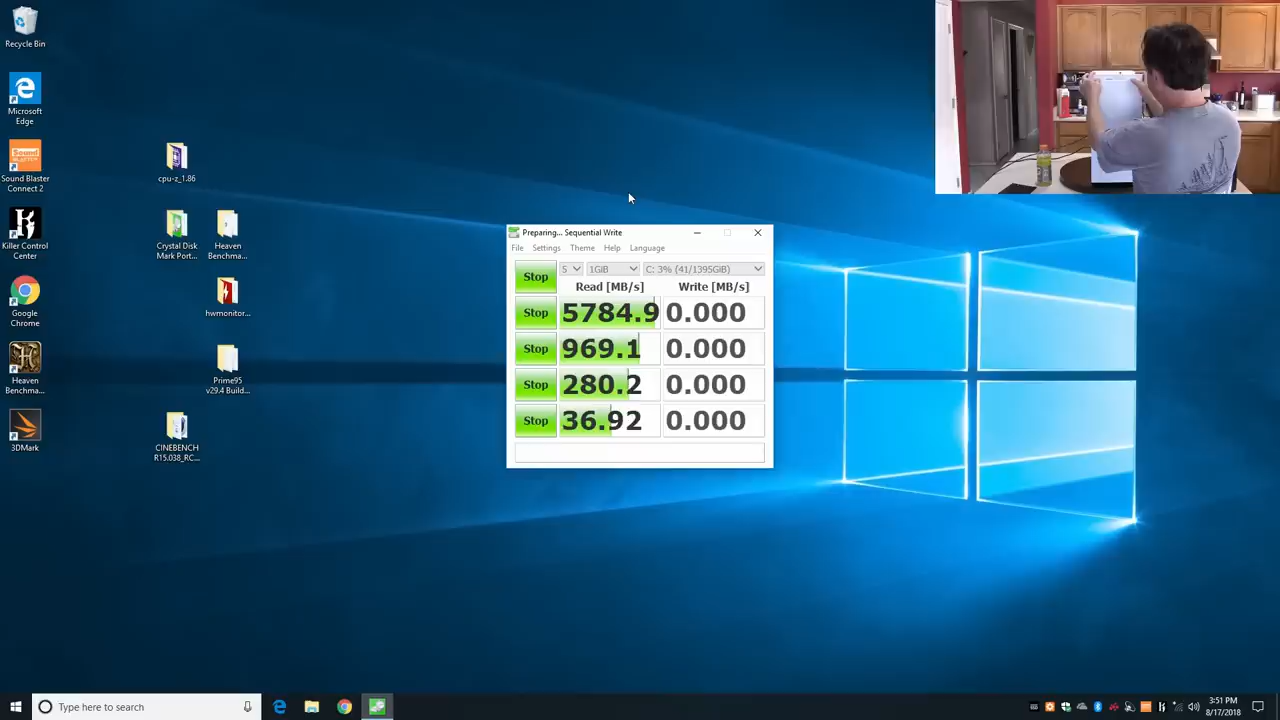 Recycle Bin
Microsoft
Edge
Sound Blaster
Connect 2
Killer Control
Center
Google
Chrome
Heaven
Benchma...
3DMark
cpu-z_1.86
Crystal Disk
Mark Port...
Heaven
Benchma...
hwmonitor...
Prime95
v29.4 Build...
CINEBENCH
R15.038_RC...
Preparing... Sequential Write
File Settings Theme Help Language
Stop 5 1GiB C: 3% (41/1395GiB)
Read [MB/s] Write [MB/s]
Stop 5784.9 0.000
Stop 969.1 0.000
Stop 280.2 0.000
Stop 36.92 0.000
Type here to search
3:51 PM
8/17/2018